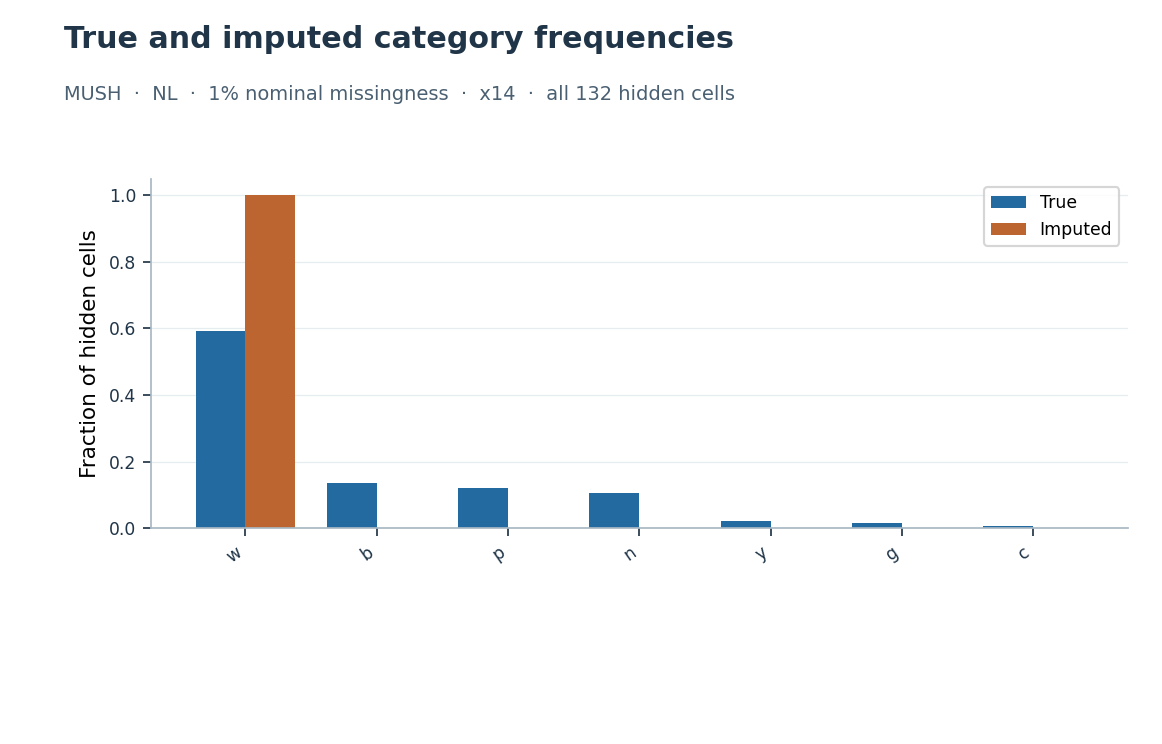 True and imputed category frequencies
MUSH · NL · 1% nominal missingness · x14 · all 132 hidden cells
Fraction of hidden cells
1.0
0.8
0.6
0.4
0.2
0.0
True
Imputed
w
b
p
n
y
g
c